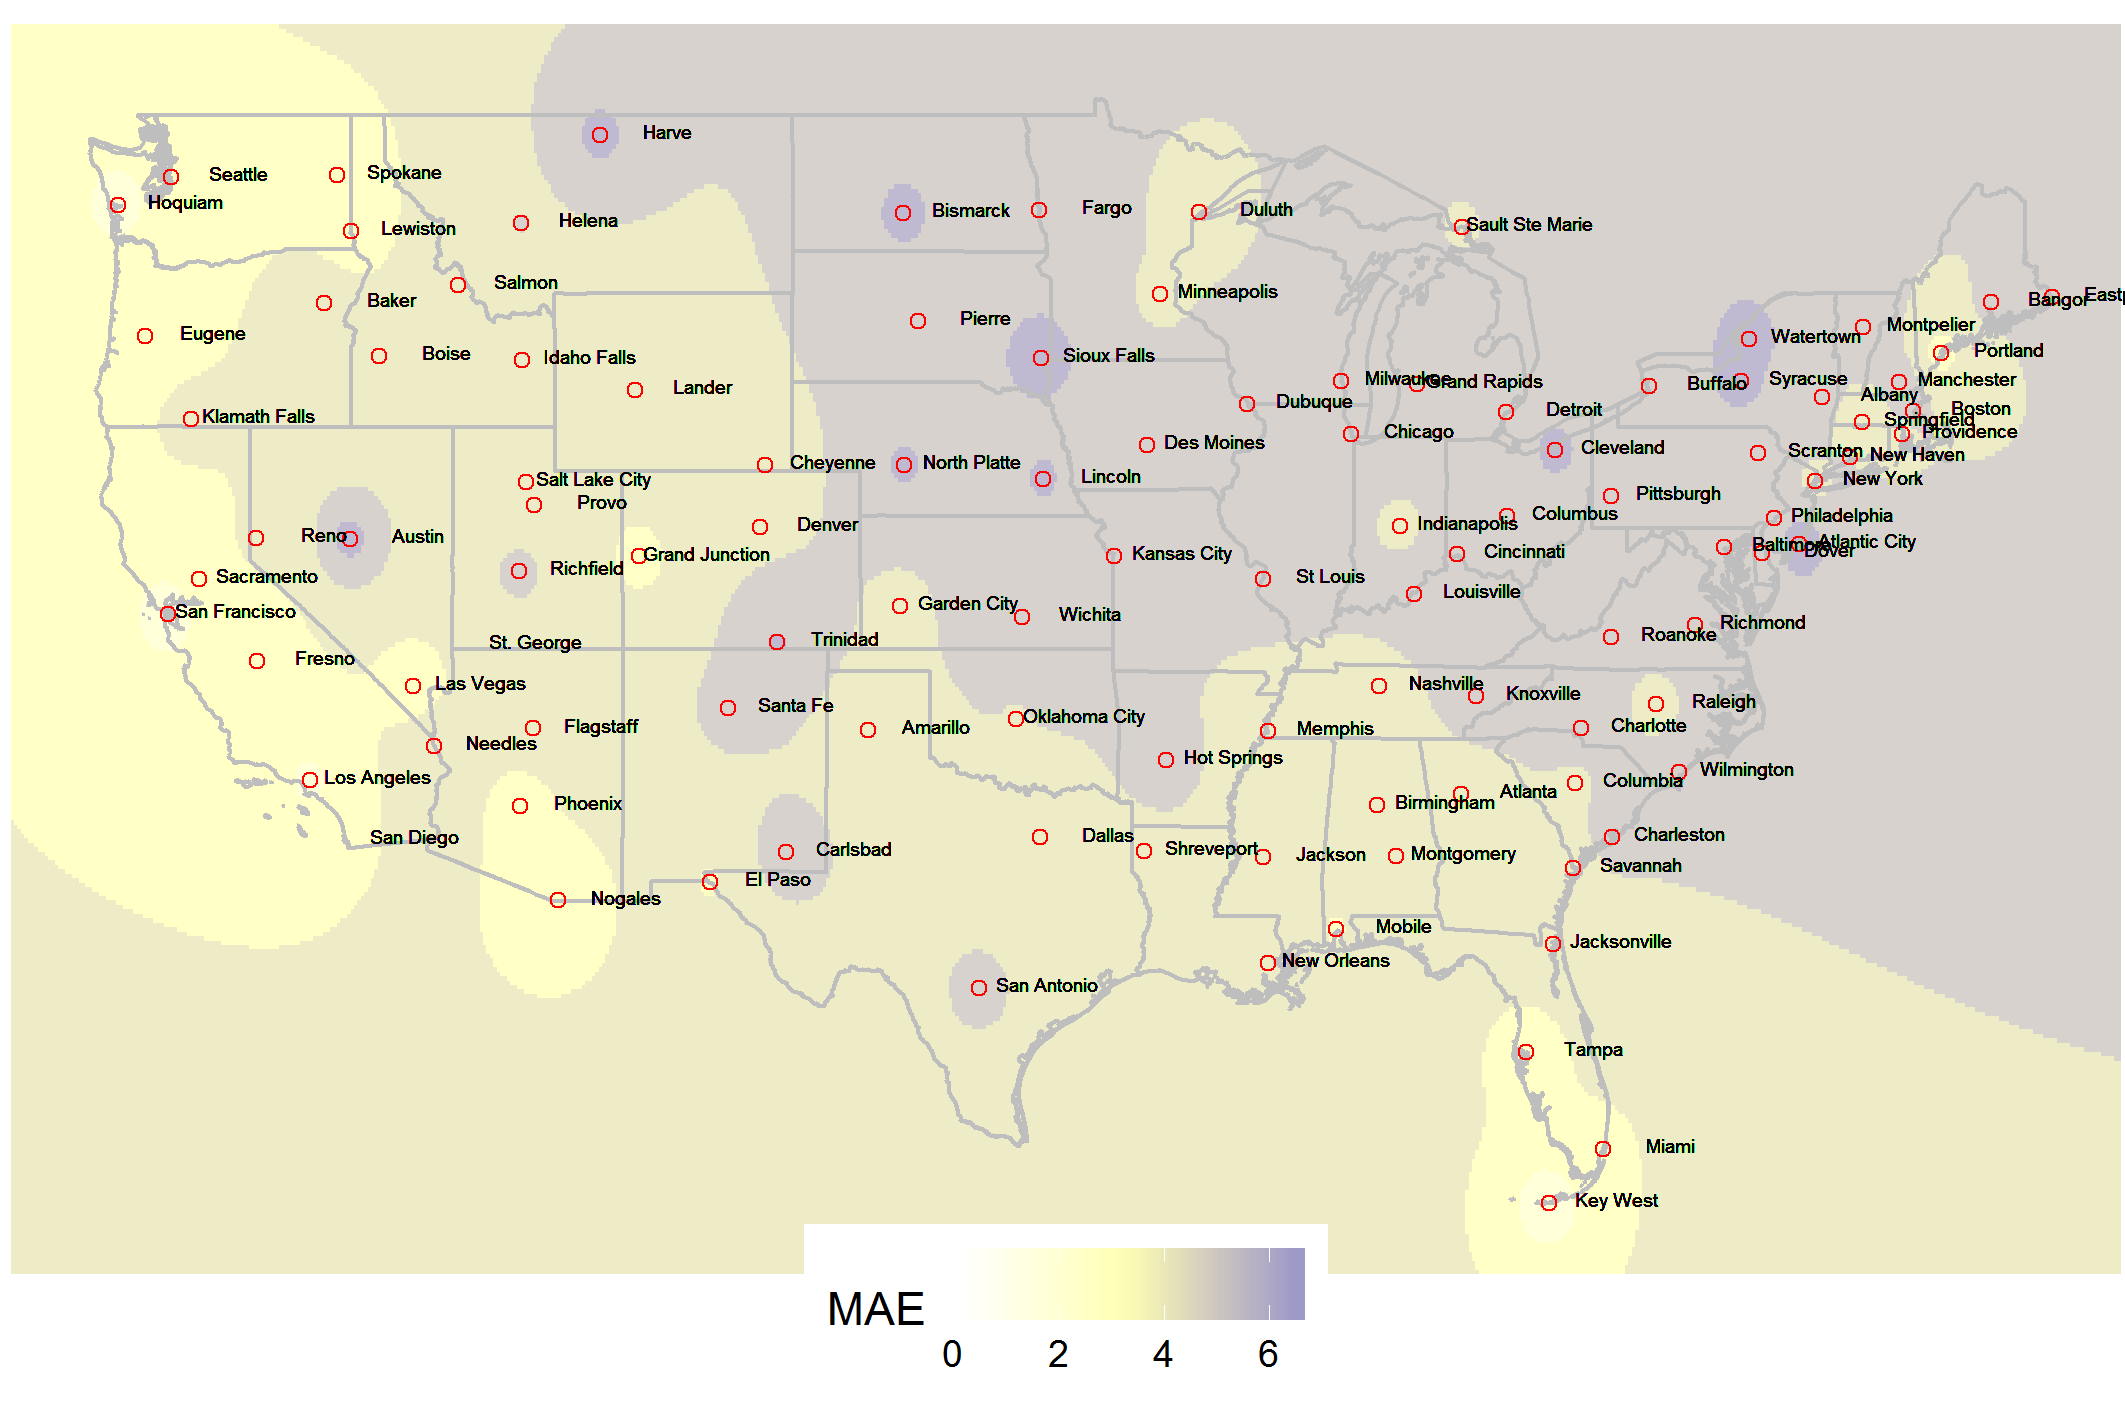 Harve
Seattle
Spokane
Hoquiam
Bismarck
Fargo
Duluth
Helena
Lewiston
Sault Ste Marie
Salmon
Minneapolis
Baker
Bangor
Eastp
Pierre
Montpelier
Eugene
Watertown
Boise
Idaho Falls
Sioux Falls
Portland
Lander
Milwaukee
Grand Rapids
Buffalo
Syracuse
Manchester
Dubuque
Detroit
Albany
Boston
Klamath Falls
Springfield
Chicago
Providence
Des Moines
Cleveland
Scranton
New Haven
Cheyenne
North Platte
Salt Lake City
Lincoln
New York
Provo
Pittsburgh
Denver
Indianapolis
Columbus
Philadelphia
Reno
Austin
Atlantic City
Baltimore
Dover
Grand Junction
Kansas City
Cincinnati
Richfield
Sacramento
St Louis
Louisville
San Francisco
Garden City
Wichita
Richmond
St. George
Trinidad
Roanoke
Fresno
Las Vegas
Nashville
Knoxville
Santa Fe
Raleigh
Flagstaff
Amarillo
Oklahoma City
Memphis
Charlotte
Needles
Hot Springs
Los Angeles
Wilmington
Columbia
Phoenix
Birmingham
Atlanta
San Diego
Dallas
Charleston
Carlsbad
Shreveport
Jackson
Montgomery
El Paso
Savannah
Nogales
Mobile
Jacksonville
New Orleans
San Antonio
Tampa
Miami
Key West
MAE
0 2 4 6